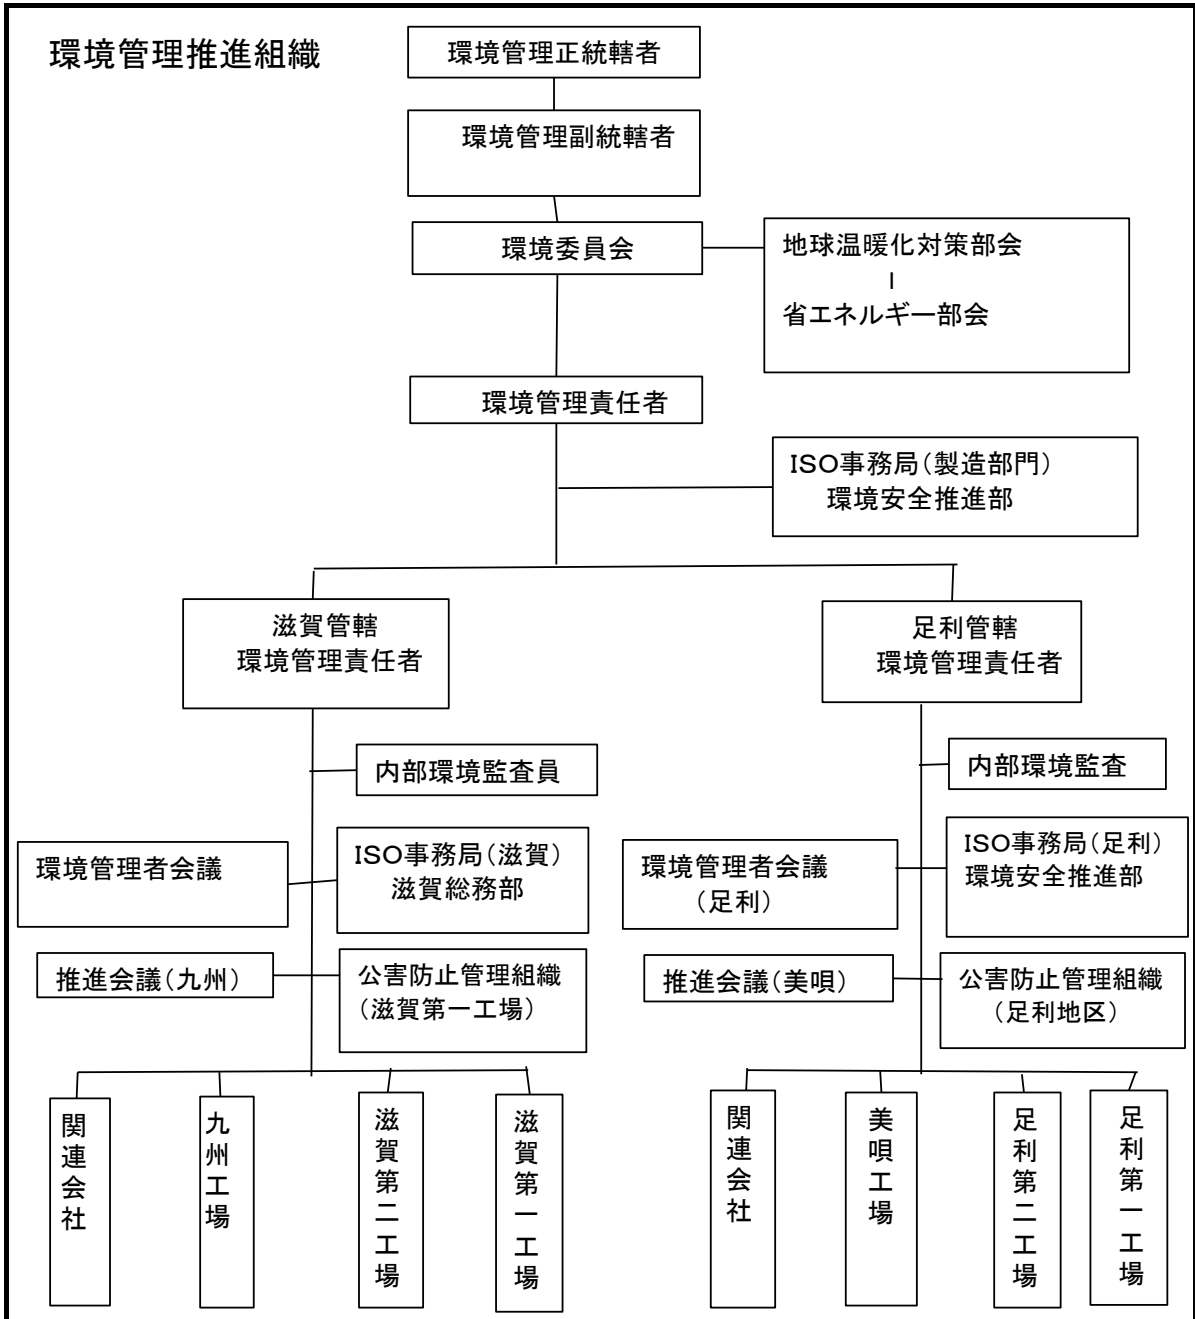 環境管理推進組織
環境管理正統轄者
環境管理副統轄者
環境委員会
地球温暖化対策部会
省エネルギー部会
環境管理責任者
ISO事務局(製造部門)
環境安全推進部
滋賀管轄
環境管理責任者
足利管轄
環境管理責任者
内部環境監査員
内部環境監査
環境管理者会議
ISO事務局(滋賀)
滋賀総務部
環境管理者会議
(足利)
ISO事務局(足利)
環境安全推進部
推進会議(九州)
公害防止管理組織
(滋賀第一工場)
推進会議(美唄)
公害防止管理組織
(足利地区)
関連会社
九州工場
滋賀第二工場
滋賀第一工場
関連会社
美唄工場
足利第二工場
足利第一工場